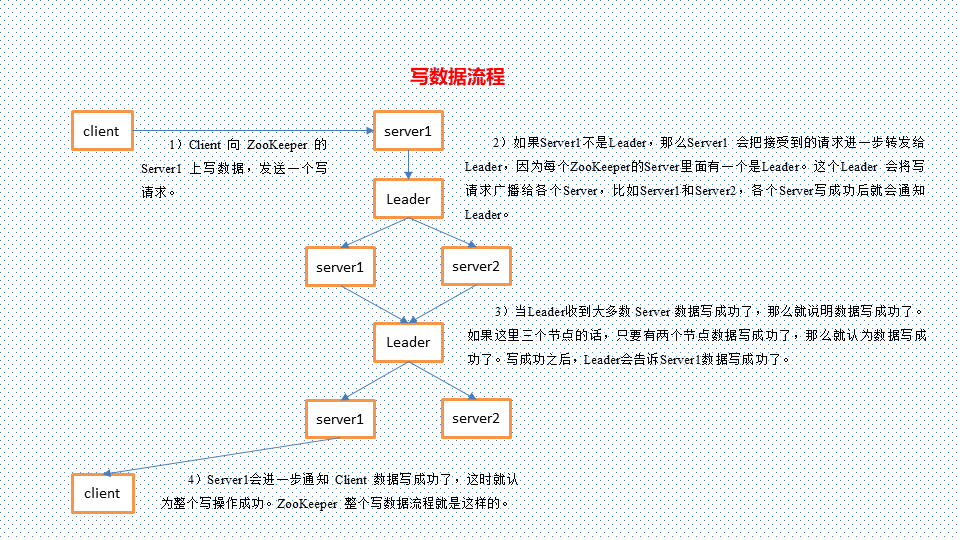 写数据流程
client
server1
1）Client 向 ZooKeeper 的
Server1 上写数据，发送一个写
请求。
2）如果Server1不是Leader，那么Server1 会把接受到的请求进一步转发给
Leader，因为每个ZooKeeper的Server里面有一个是Leader。这个Leader 会将写
请求广播给各个Server，比如Server1和Server2，各个Server写成功后就会通知
Leader。
Leader
server1
server2
3）当Leader收到大多数 Server 数据写成功了，那么就说明数据写成功了。
如果这里三个节点的话，只要有两个节点数据写成功了，那么就认为数据写成
功了。写成功之后，Leader会告诉Server1数据写成功了。
Leader
server1
server2
4）Server1会进一步通知 Client 数据写成功了，这时就认
为整个写操作成功。ZooKeeper 整个写数据流程就是这样的。
client